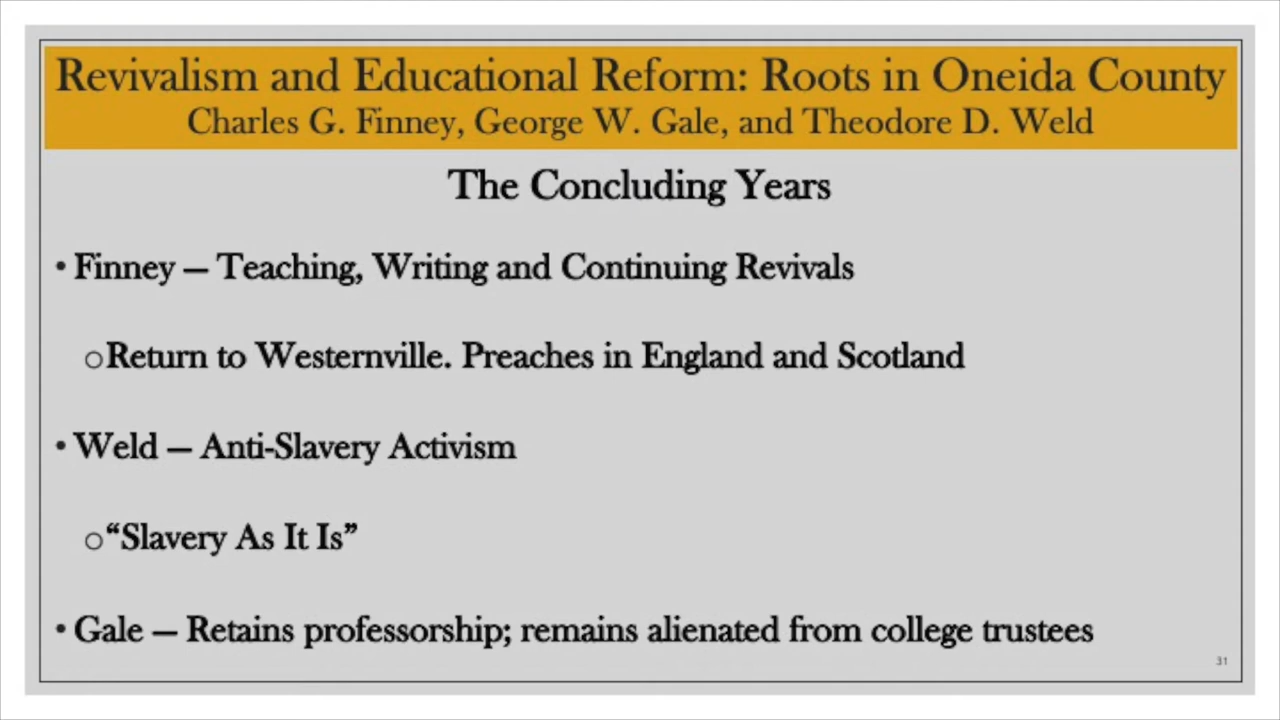 Revivalism and Educational Reform: Roots in Oneida County
Charles G. Finney, George W. Gale, and Theodore D. Weld
The Concluding Years
• Finney — Teaching, Writing and Continuing Revivals
oReturn to Westernville. Preaches in England and Scotland
• Weld — Anti-Slavery Activism
o“Slavery As It Is”
• Gale — Retains professorship; remains alienated from college trustees
31